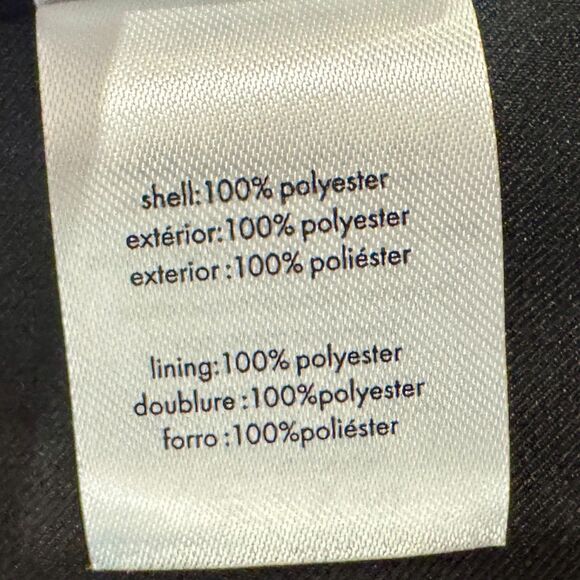 shell:100% polyester
extérior:100% polyester
exterior :100% poliéster
lining:100% polyester
doublure :100%polyester
forro :100%poliéster